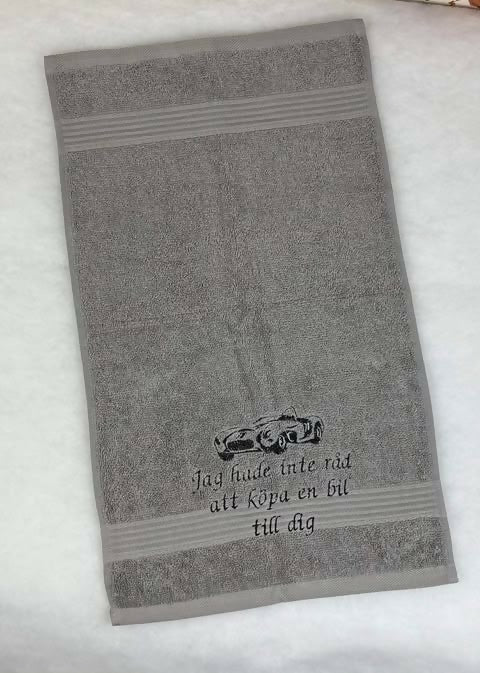 Jag hade inte råd
att köpa en bil
till dig